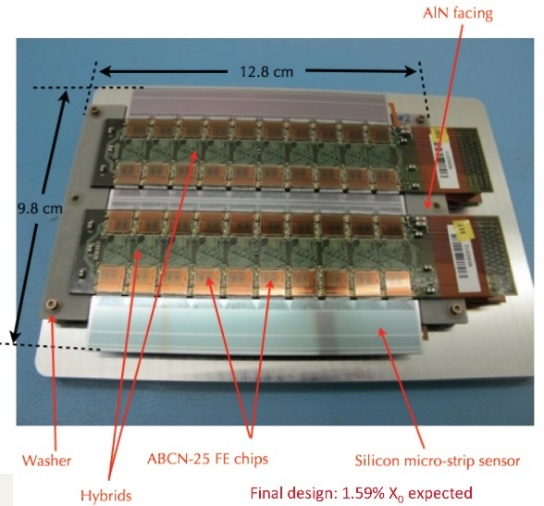 AlN facing
12.8 cm
9.8 cm
Washer
ABCN-25 FE chips
Silicon micro-strip sensor
Hybrids
Final design: 1.59% X₀ expected